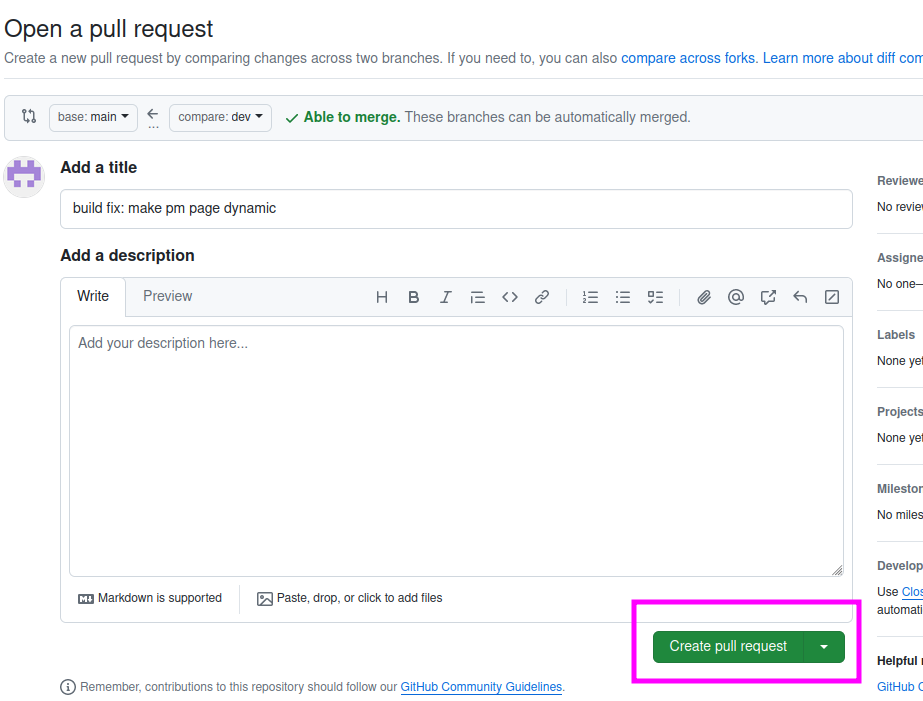 Open a pull request
Create a new pull request by comparing changes across two branches. If you need to, you can also compare across forks. Learn more about diff com
base: main
compare: dev
Able to merge. These branches can be automatically merged.
Add a title
build fix: make pm page dynamic
Add a description
Write
Preview
Add your description here...
Markdown is supported
Paste, drop, or click to add files
Create pull request
Remember, contributions to this repository should follow our GitHub Community Guidelines.
Reviewe
No revie
Assigne
No one—
Labels
None yet
Projects
None yet
Mileston
No miles
Develop
Use Clos
automati
Helpful
GitHub C